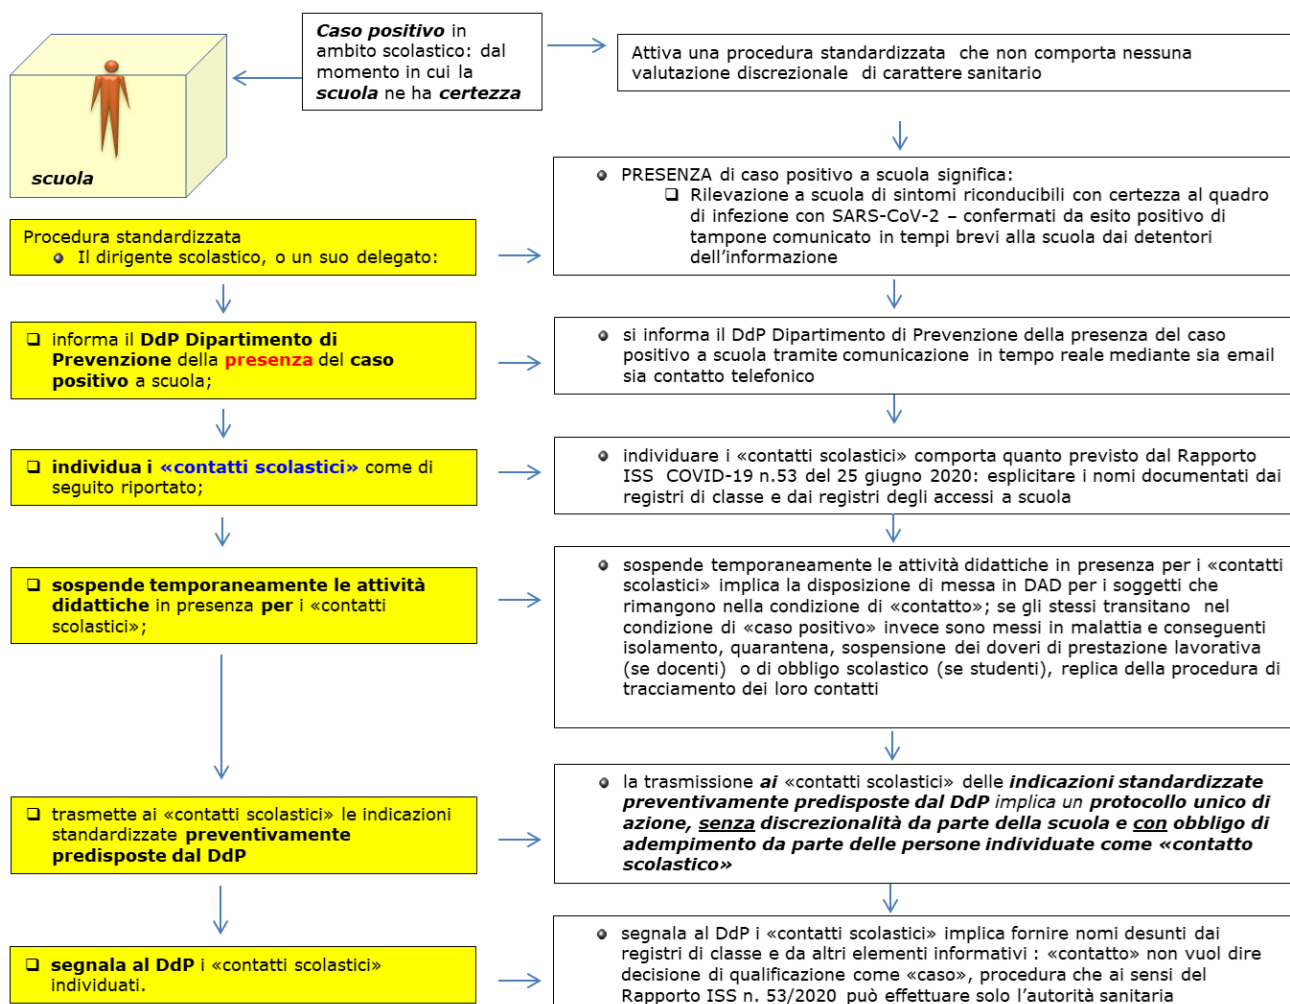 Caso positivo in
ambito scolastico: dal
momento in cui la
scuola ne ha certezza
Attiva una procedura standardizzata che non comporta nessuna
valutazione discrezionale di carattere sanitario
scuola
PRESENZA di caso positivo a scuola significa:
Rilevazione a scuola di sintomi riconducibili con certezza al quadro
di infezione con SARS-CoV-2 – confermati da esito positivo di
tampone comunicato in tempi brevi alla scuola dai detentori
dell'informazione
Procedura standardizzata
Il dirigente scolastico, o un suo delegato:
informa il DdP Dipartimento di
Prevenzione della presenza del caso
positivo a scuola;
si informa il DdP Dipartimento di Prevenzione della presenza del caso
positivo a scuola tramite comunicazione in tempo reale mediante sia email
sia contatto telefonico
individua i «contatti scolastici» come di
seguito riportato;
individuare i «contatti scolastici» comporta quanto previsto dal Rapporto
ISS COVID-19 n.53 del 25 giugno 2020: esplicitare i nomi documentati dai
registri di classe e dai registri degli accessi a scuola
sospende temporaneamente le attività
didattiche in presenza per i «contatti
scolastici»;
sospende temporaneamente le attività didattiche in presenza per i «contatti
scolastici» implica la disposizione di messa in DAD per i soggetti che
rimangono nella condizione di «contatto»; se gli stessi transitano nel
condizione di «caso positivo» invece sono messi in malattia e conseguenti
isolamento, quarantena, sospensione dei doveri di prestazione lavorativa
(se docenti) o di obbligo scolastico (se studenti), replica della procedura di
tracciamento dei loro contatti
trasmette ai «contatti scolastici» le indicazioni
standardizzate preventivamente
predisposte dal DdP
la trasmissione ai «contatti scolastici» delle indicazioni standardizzate
preventivamente predisposte dal DdP implica un protocollo unico di
azione, senza discrezionalità da parte della scuola e con obbligo di
adempimento da parte delle persone individuate come «contatto
scolastico»
segnala al DdP i «contatti scolastici»
individuati.
segnala al DdP i «contatti scolastici» implica fornire nomi desunti dai
registri di classe e da altri elementi informativi : «contatto» non vuol dire
decisione di qualificazione come «caso», procedura che ai sensi del
Rapporto ISS n. 53/2020 può effettuare solo l'autorità sanitaria